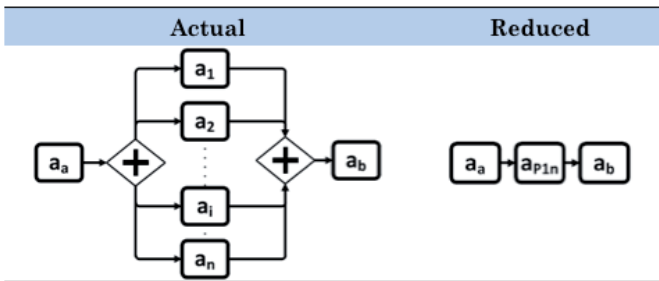 Actual Reduced
a1
a2
aa + + ab
ai
an
aa aP1n ab